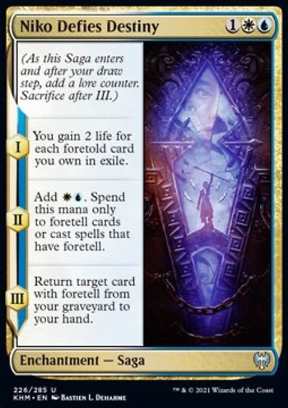 Niko Defies Destiny 1
(As this Saga enters
and after your draw
step, add a lore counter.
Sacrifice after III.)
I
You gain 2 life for
each foretold card
you own in exile.
II
Add . Spend
this mana only
to foretell cards
or cast spells that
have foretell.
III
Return target card
with foretell from
your graveyard to
your hand.
Enchantment — Saga
226/285 U
KHM • EN Bastien L. Deharme
™ & © 2021 Wizards of the Coast